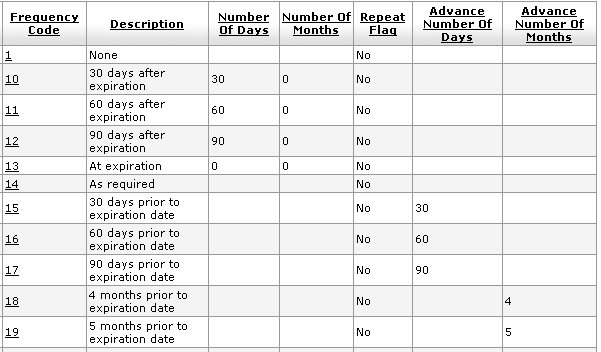 Frequency Code Description Number Of Days Number Of Months Repeat Flag Advance Number Of Days Advance Number Of Months
1 None No
10 30 days after expiration 30 0 No
11 60 days after expiration 60 0 No
12 90 days after expiration 90 0 No
13 At expiration 0 0 No
14 As required No
15 30 days prior to expiration date No 30
16 60 days prior to expiration date No 60
17 90 days prior to expiration date No 90
18 4 months prior to expiration date No 4
19 5 months prior to expiration date No 5